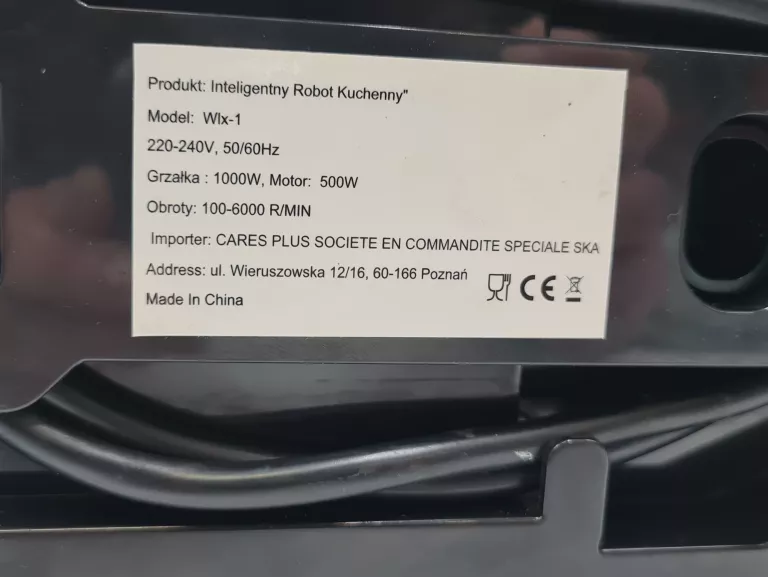 Produkt: Inteligentny Robot Kuchenny"
Model: Wlx-1
220-240V, 50/60Hz
Grzałka : 1000W, Motor: 500W
Obroty: 100-6000 R/MIN
Importer: CARES PLUS SOCIETE EN COMMANDITE SPECIALE SKA
Address: ul. Wieruszowska 12/16, 60-166 Poznań
CE
Made In China